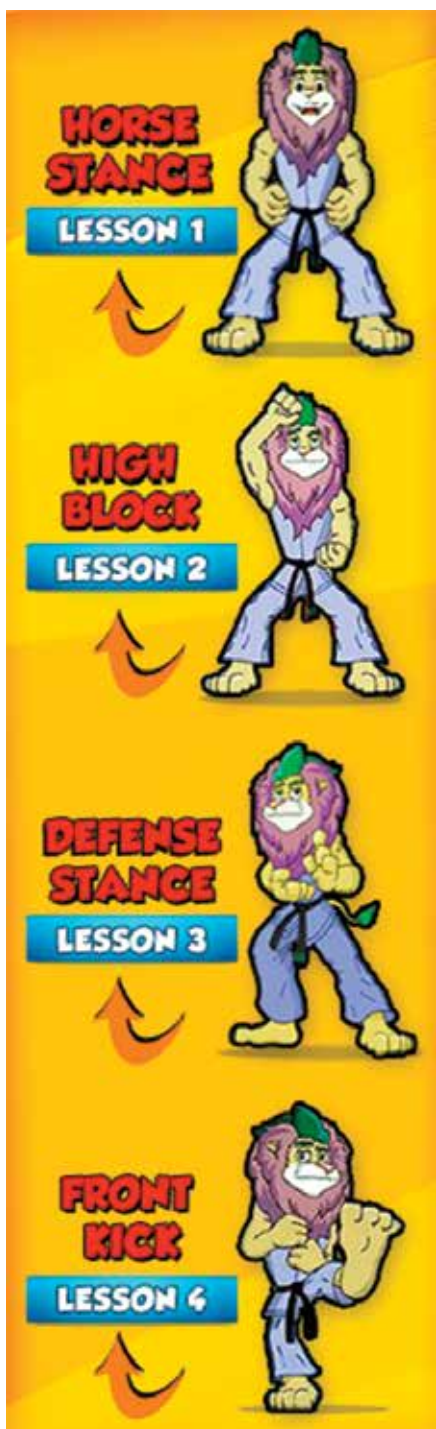 HORSE
STANCE
LESSON 1
HIGH
BLOCK
LESSON 2
DEFENSE
STANCE
LESSON 3
FRONT
KICK
LESSON 4